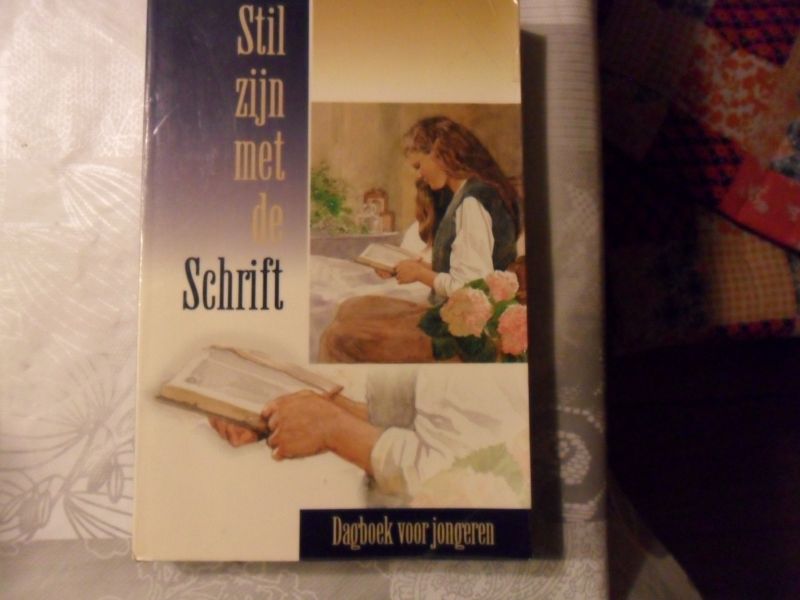 Stil
zijn
met
de
Schrift
Dagboek voor jongeren